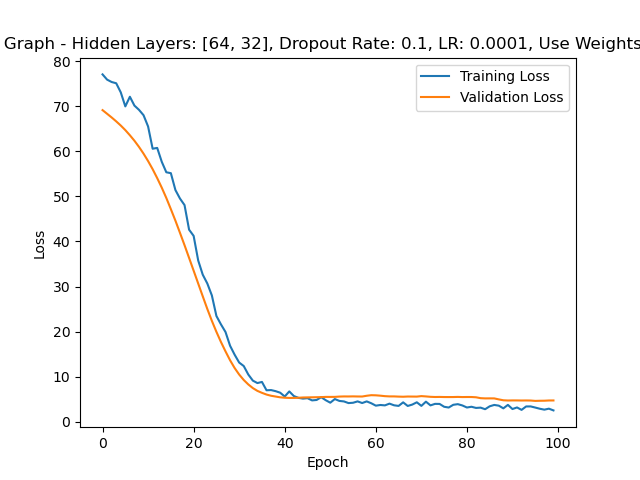 Graph - Hidden Layers: [64, 32], Dropout Rate: 0.1, LR: 0.0001, Use Weights
Training Loss
Validation Loss
80
70
60
50
40
30
20
10
0
Loss
0 20 40 60 80 100
Epoch